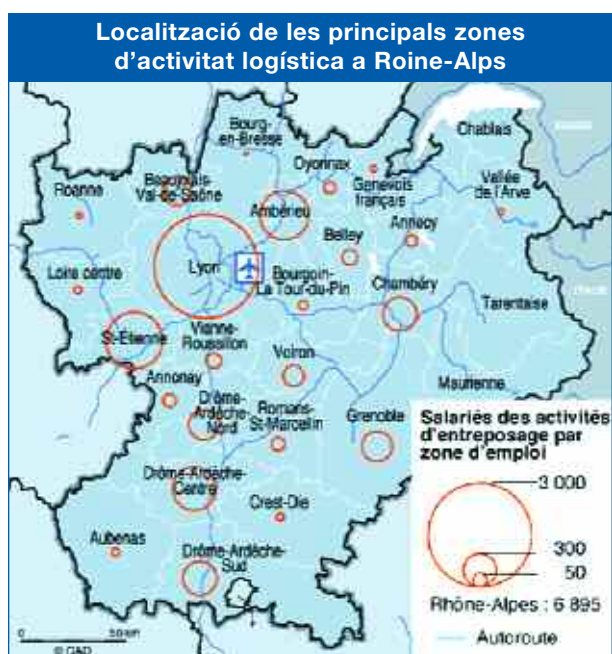 Localització de les principals zones
d'activitat logística a Roine-Alps
Bourg-
en-Bresse
Chablais
Oyonnax
Roanne
Beaujolais-
Val-de-Saône
Genevois
français
Vallée
de l'Arve
Ambérieu
Annecy
Belley
Lyon
Loire centre
Bourgoin-
La Tour-du-Pin
Chambéry
Tarentaise
St-Etienne
Vienne-
Roussillon
Voiron
Maurienne
Annonay
Drôme-
Ardèche-
Nord
Romans-
St-Marcellin
Grenoble
Salariés des activités
d'entreposage par
zone d'emploi
3 000
300
50
Rhône-Alpes : 6 895
Autoroute
Drôme-Ardèche-
Centre
Crest-Die
Aubenas
Drôme-Ardèche-
Sud
0
50 km